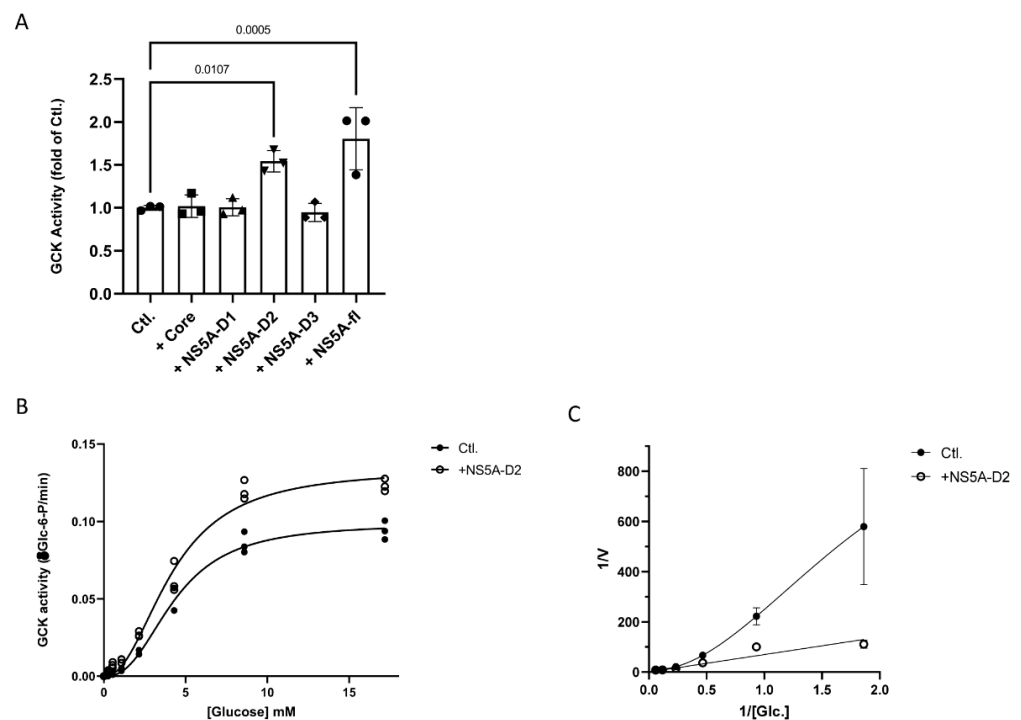 A
0.0005
0.0107
2.5
2.0
1.5
1.0
0.5
0.0
GCK Activity (fold of Ctl.)
Ctl.
+ Core
+ NS5A-D1
+ NS5A-D2
+ NS5A-D3
+ NS5A-fl
B
0.15
0.10
0.05
0.00
GCK activity ( Glc-6-P/min)
0
5
10
15
[Glucose] mM
Ctl.
+NS5A-D2
C
800
600
400
200
0
1/V
0.0
0.5
1.0
1.5
2.0
1/[Glc.]
Ctl.
+NS5A-D2